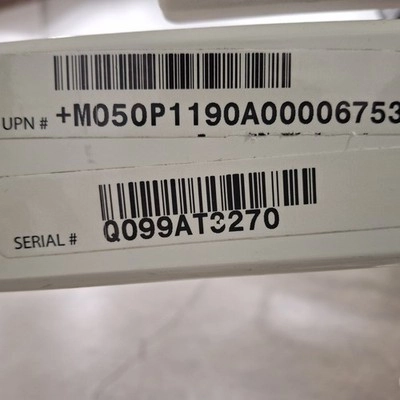 UPN # +M050P1190A00006753
SERIAL # Q099AT3270